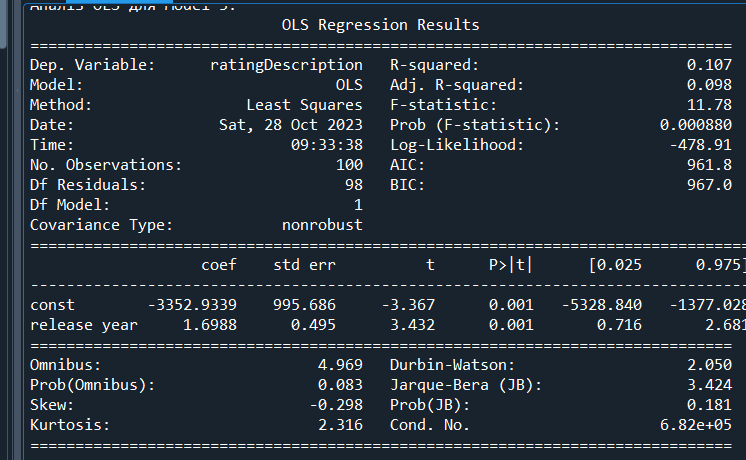 Аналіз OLS для Model 3:
OLS Regression Results
==============================================================================
Dep. Variable: ratingDescription R-squared: 0.107
Model: OLS Adj. R-squared: 0.098
Method: Least Squares F-statistic: 11.78
Date: Sat, 28 Oct 2023 Prob (F-statistic): 0.000880
Time: 09:33:38 Log-Likelihood: -478.91
No. Observations: 100 AIC: 961.8
Df Residuals: 98 BIC: 967.0
Df Model: 1
Covariance Type: nonrobust
==============================================================================
coef std err t P>|t| [0.025 0.975]
------------------------------------------------------------------------------
const -3352.9339 995.686 -3.367 0.001 -5328.840 -1377.028
release year 1.6988 0.495 3.432 0.001 0.716 2.681
==============================================================================
Omnibus: 4.969 Durbin-Watson: 2.050
Prob(Omnibus): 0.083 Jarque-Bera (JB): 3.424
Skew: -0.298 Prob(JB): 0.181
Kurtosis: 2.316 Cond. No. 6.82e+05
==============================================================================